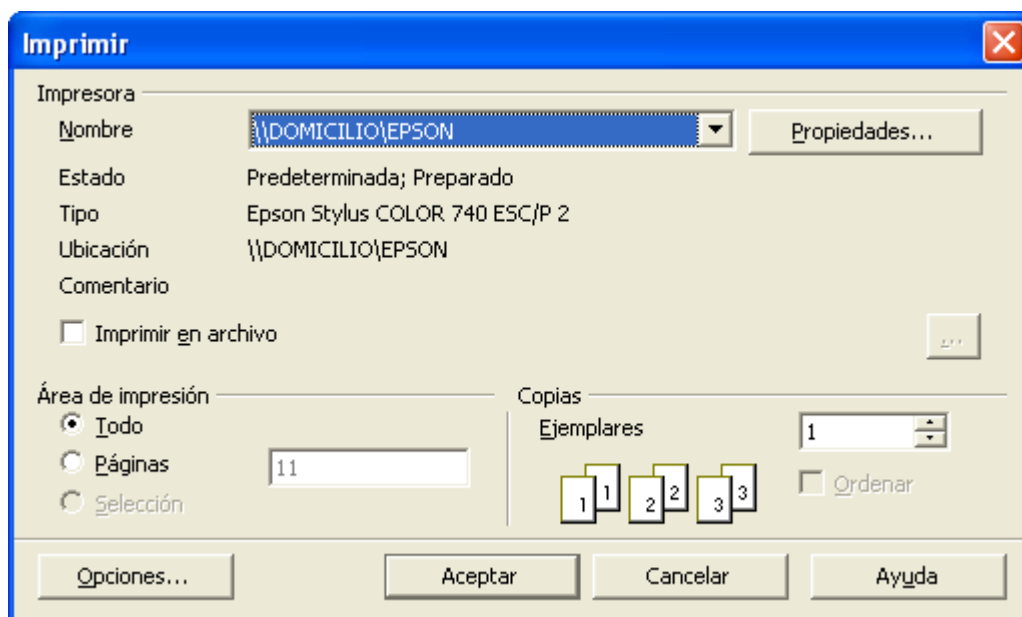 Imprimir
Impresora
Nombre \\DOMICILIO\EPSON Propiedades...
Estado Predeterminada; Preparado
Tipo Epson Stylus COLOR 740 ESC/P 2
Ubicación \\DOMICILIO\EPSON
Comentario
Imprimir en archivo ...
Área de impresión Copias
Todo Ejemplares 1
Páginas 11
Selección 1 1 2 2 3 3 Ordenar
Opciones... Aceptar Cancelar Ayuda